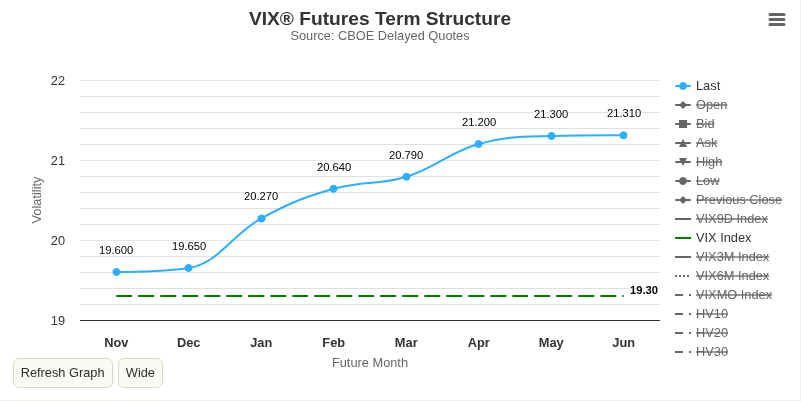 VIX® Futures Term Structure
Source: CBOE Delayed Quotes
22
21
20
19
Volatility
19.600
19.650
20.270
20.640
20.790
21.200
21.300
21.310
19.30
Nov Dec Jan Feb Mar Apr May Jun
Future Month
Last
Open
Bid
Ask
High
Low
Previous Close
VIX9D Index
VIX Index
VIX3M Index
VIX6M Index
VIXMO Index
HV10
HV20
HV30
Refresh Graph
Wide